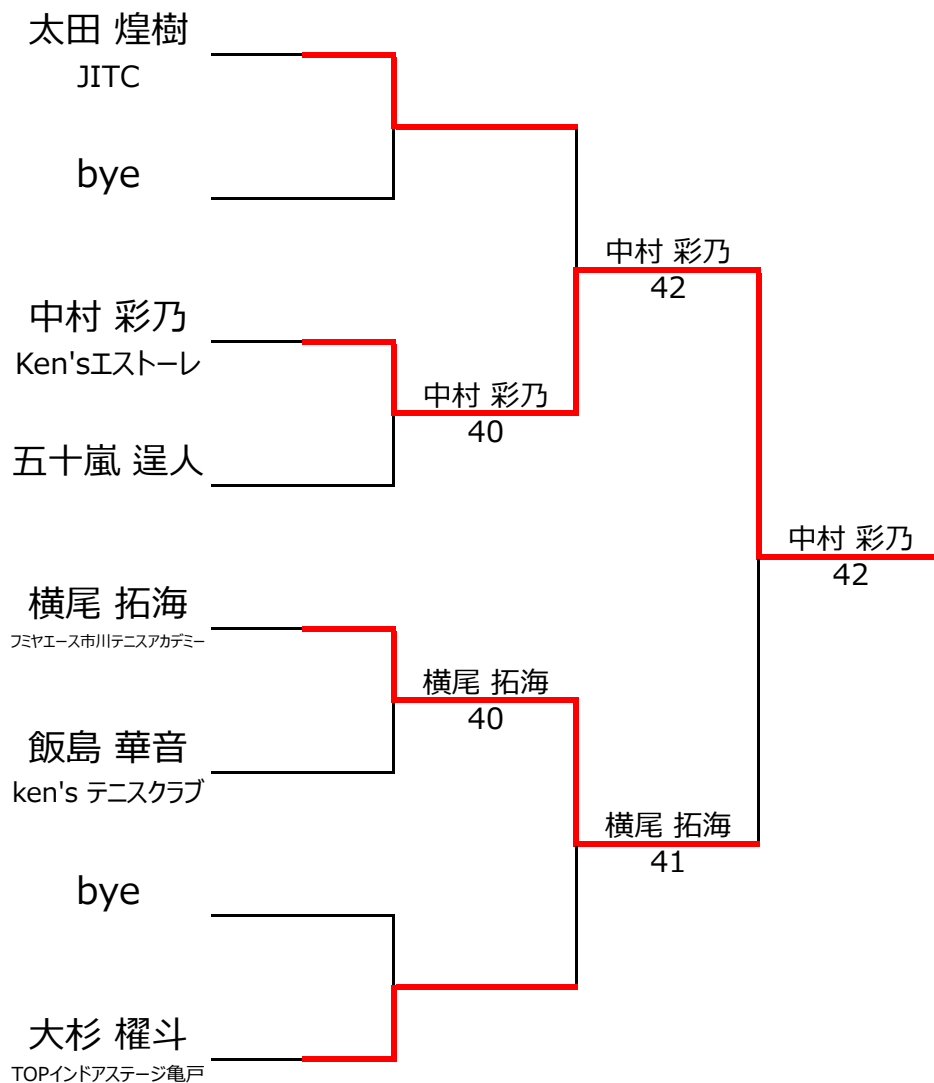 太田 煌樹
JITC
bye
中村 彩乃
42
中村 彩乃
Ken'sエストーレ
中村 彩乃
40
五十嵐 逞人
中村 彩乃
42
横尾 拓海
フミヤエース市川テニスアカデミー
横尾 拓海
40
飯島 華音
ken's テニスクラブ
横尾 拓海
41
bye
大杉 櫂斗
TOPインドアステージ亀戸